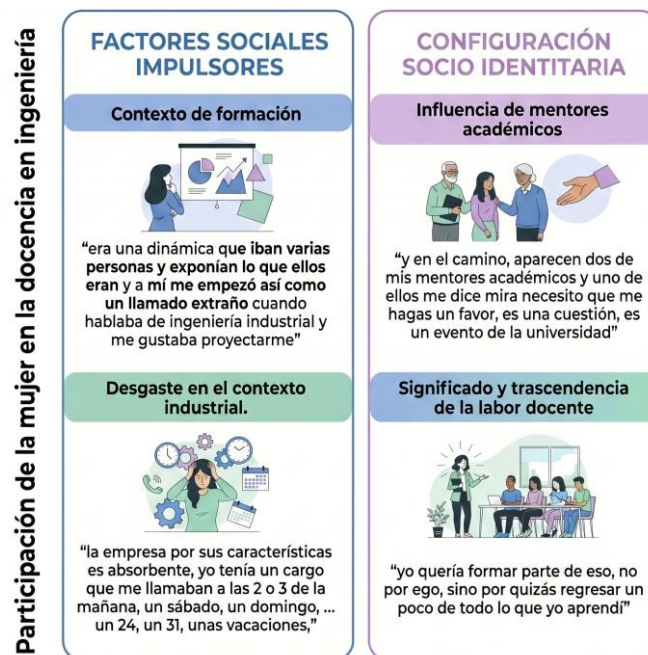 Participación de la mujer en la docencia en ingeniería
FACTORES SOCIALES
IMPULSORES
Contexto de formación
“era una dinámica que iban varias
personas y exponían lo que ellos
eran y a mí me empezó así como
un llamado extraño cuando
hablaba de ingeniería industrial y
me gustaba proyectarme”
Desgaste en el contexto
industrial.
“la empresa por sus características
es absorbente, yo tenía un cargo
que me llamaban a las 2 o 3 de la
mañana, un sábado, un domingo, ...
un 24, un 31, unas vacaciones,”
CONFIGURACIÓN
SOCIO IDENTITARIA
Influencia de mentores
académicos
“y en el camino, aparecen dos de
mis mentores académicos y uno de
ellos me dice mira necesito que me
hagas un favor, es una cuestión, es
un evento de la universidad”
Significado y trascendencia
de la labor docente
“yo quería formar parte de eso, no
por ego, sino por quizás regresar un
poco de todo lo que yo aprendí”